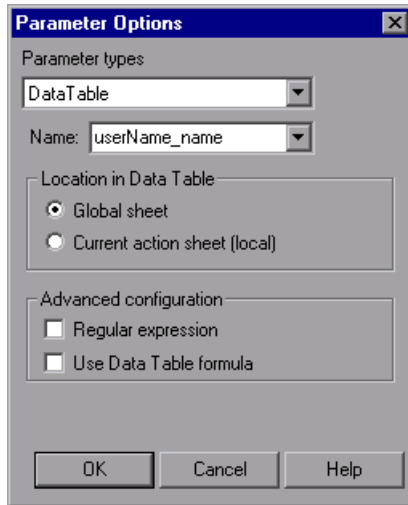 Parameter Options
Parameter types
DataTable
Name: userName_name
Location in Data Table
Global sheet
Current action sheet (local)
Advanced configuration
Regular expression
Use Data Table formula
OK Cancel Help